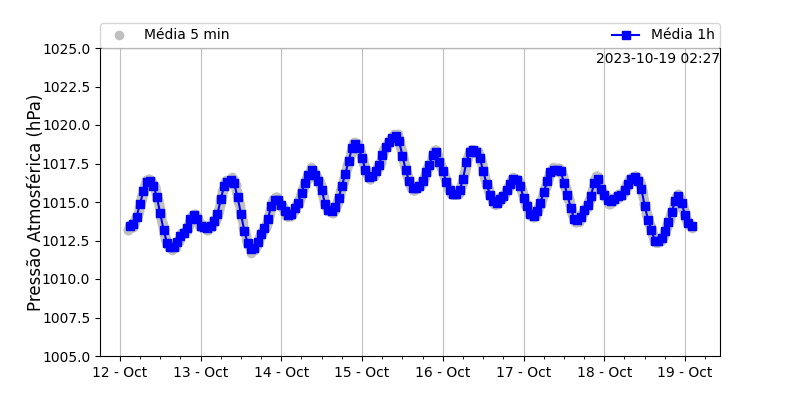 Média 5 min
Média 1h
2023-10-19 02:27
Pressão Atmosférica (hPa)
1025.0
1022.5
1020.0
1017.5
1015.0
1012.5
1010.0
1007.5
1005.0
12 - Oct
13 - Oct
14 - Oct
15 - Oct
16 - Oct
17 - Oct
18 - Oct
19 - Oct